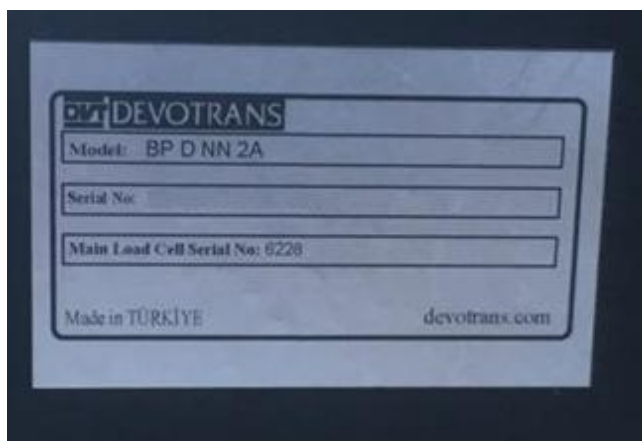 DVT DEVOTRANS
Model: BP D NN 2A
Serial No:
Main Load Cell Serial No: 6228
Made in TÜRKİYE devotrans.com